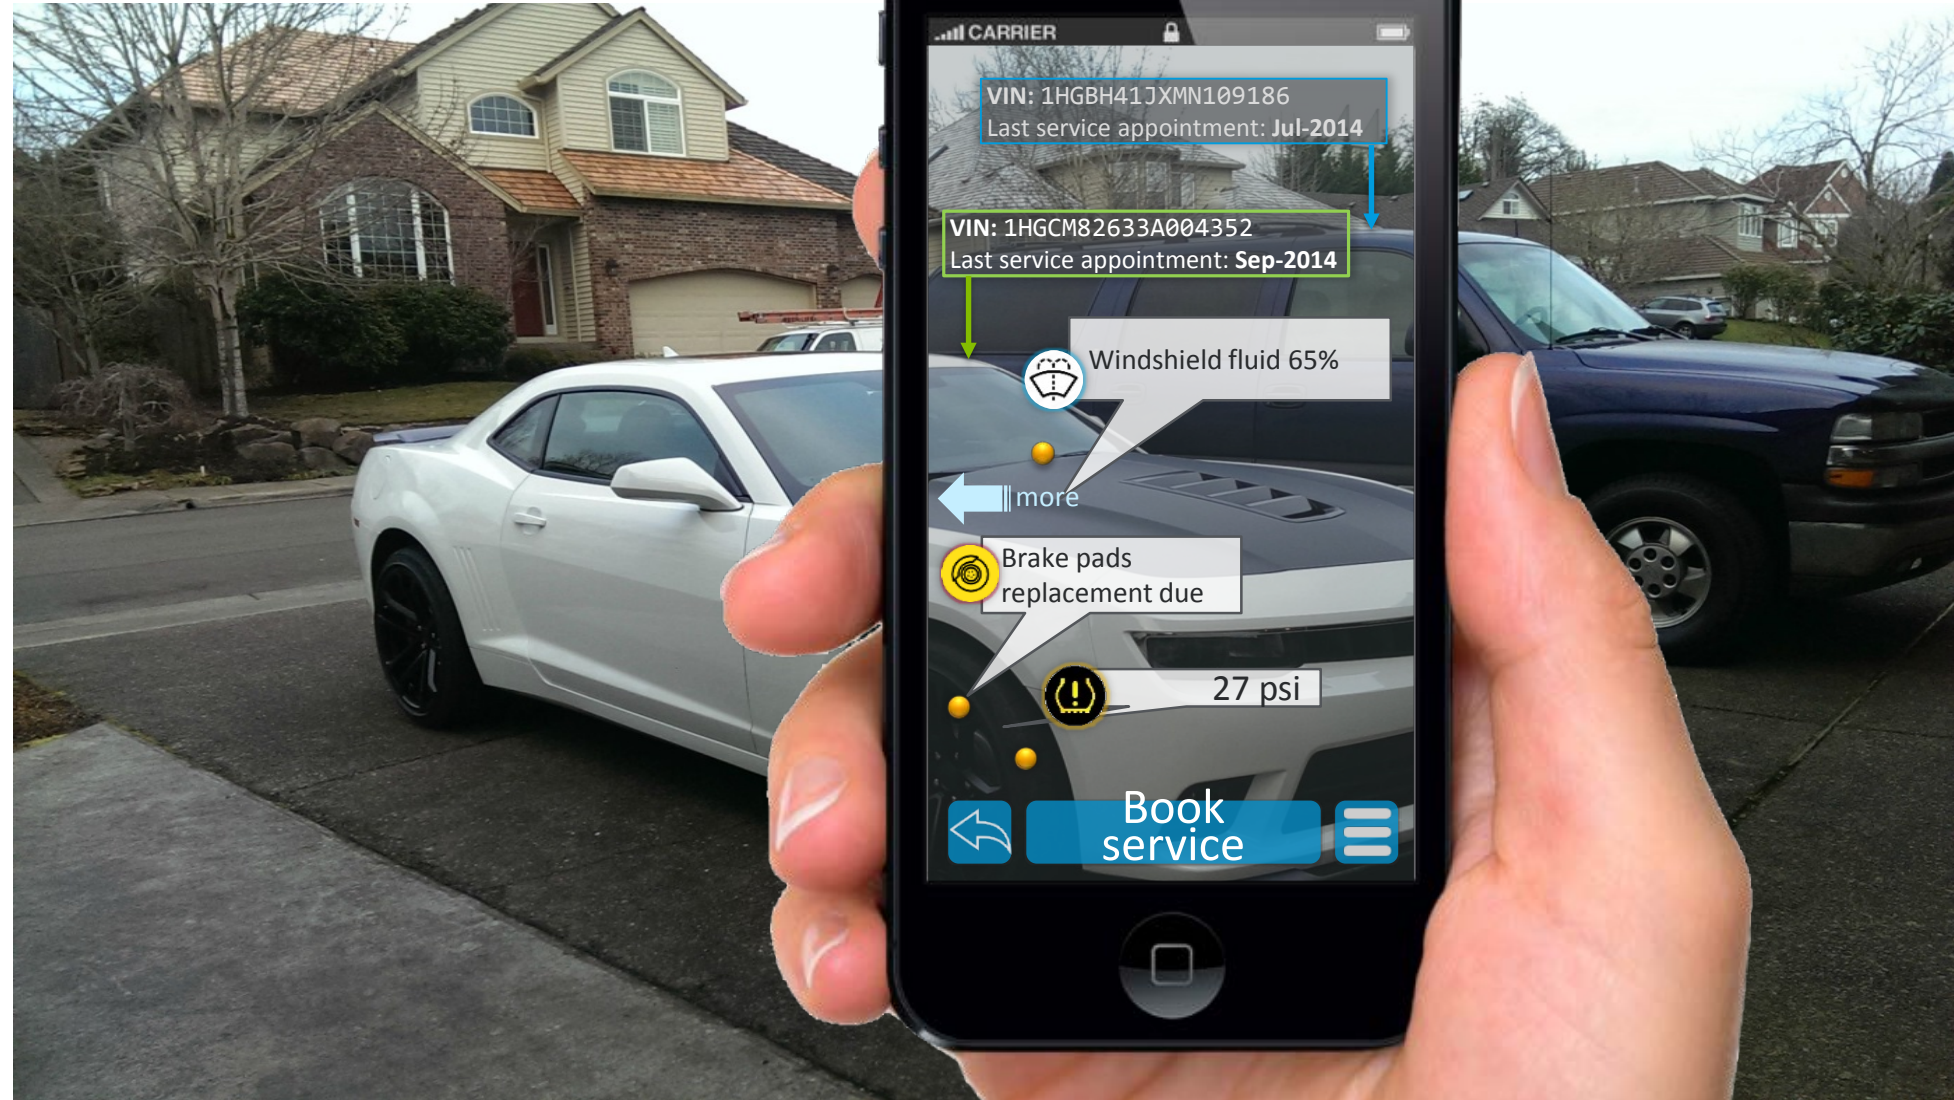 CARRIER
VIN: 1HGBH41JXMN109186
Last service appointment: Jul-2014
VIN: 1HGCM82633A004352
Last service appointment: Sep-2014
Windshield fluid 65%
more
Brake pads
replacement due
27 psi
Book
service